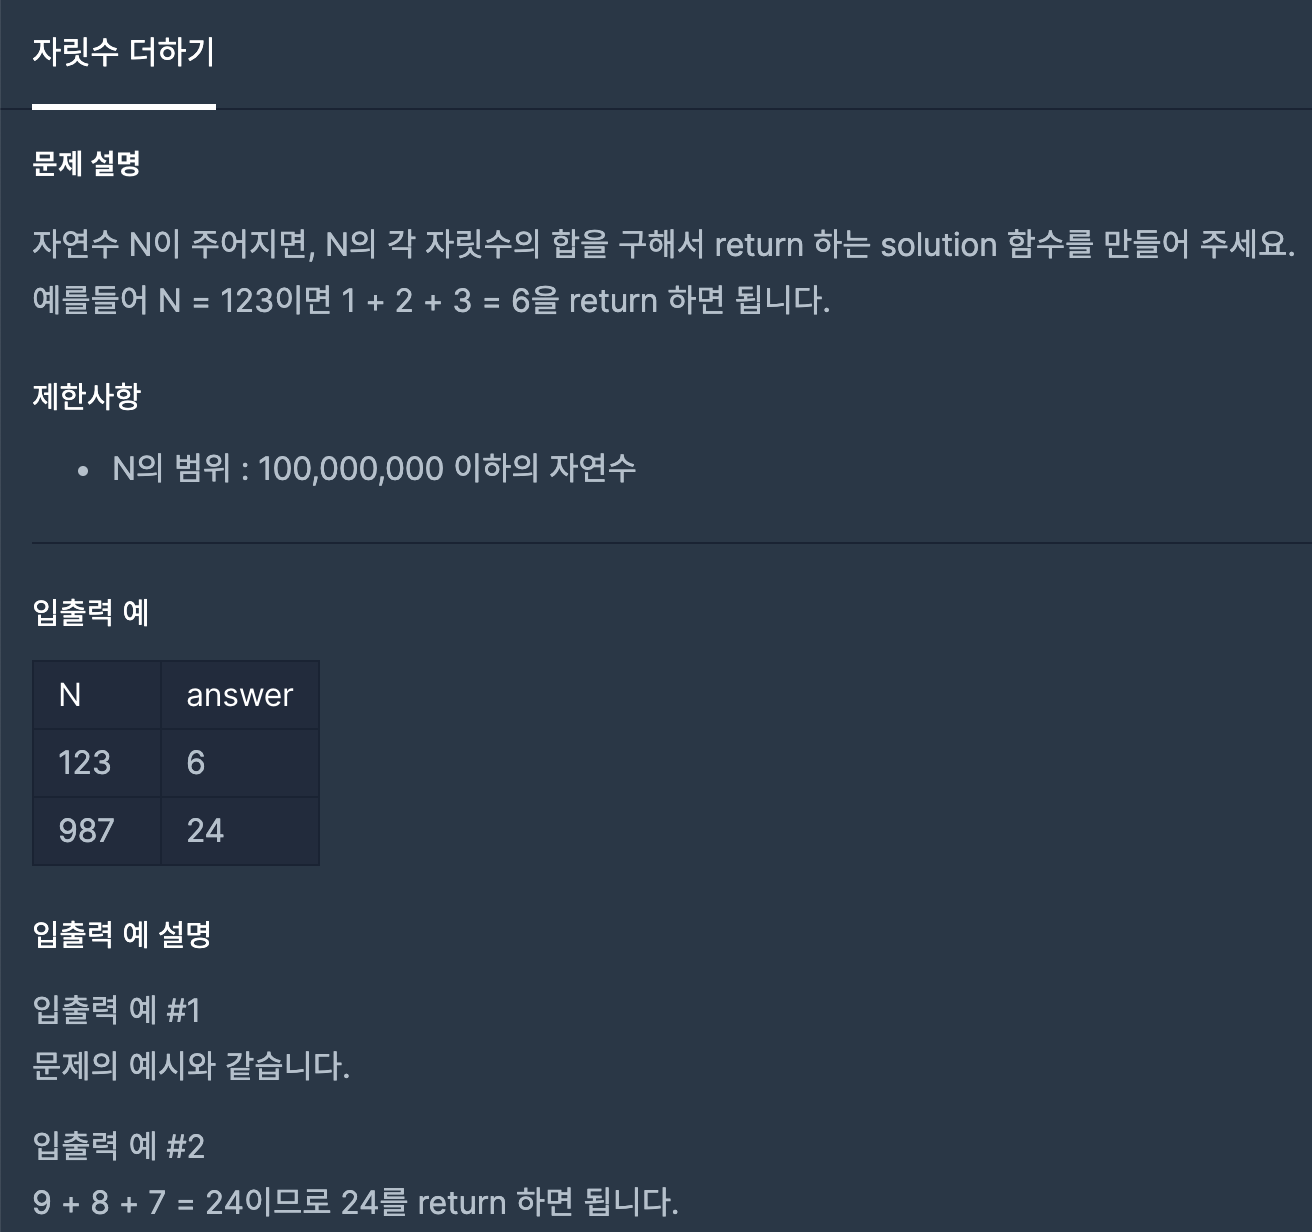 자릿수 더하기
문제 설명
자연수 N이 주어지면, N의 각 자릿수의 합을 구해서 return 하는 solution 함수를 만들어 주세요.
예를들어 N = 123이면 1 + 2 + 3 = 6을 return 하면 됩니다.
제한사항
• N의 범위 : 100,000,000 이하의 자연수
입출력 예
N answer
123 6
987 24
입출력 예 설명
입출력 예 #1
문제의 예시와 같습니다.
입출력 예 #2
9 + 8 + 7 = 24이므로 24를 return 하면 됩니다.